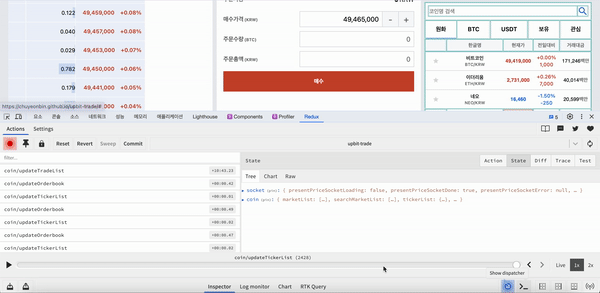 0.122 49,459,000 +0.08%
0.040 49,458,000 +0.08%
0.029 49,453,000 +0.07%
0.782 49,450,000 +0.06%
0.179 49,441,000 +0.05%
+0.04%
https://chuyeonbin.github.io/upbit-trade/#
매수가격 (KRW) 49,465,000 - +
주문수량 (BTC) 0
주문총액 (KRW) 0
매수
코인명 검색
원화 BTC USDT 보유 관심
한글명 현재가 전일대비 거래대금
비트코인 49,419,000 +0.00% 171,246백만
BTC/KRW 1,000
이더리움 2,731,000 +0.26% 40,014백만
ETH/KRW 7,000
네오 16,460 -1.50% 20,599백만
NEO/KRW -250
요소 콘솔 소스 네트워크 성능 메모리 애플리케이션 Lighthouse Components Profiler Redux 5
Actions Settings
Reset Revert Sweep Commit upbit-trade
filter...
State Action State Diff Trace Test
Tree Chart Raw
coin/updateTradeList +10:43.23
coin/updateOrderbook +00:00.42
coin/updateTickerList +00:00.01
coin/updateOrderbook +00:00.49
coin/updateTickerList +00:00.02
coin/updateOrderbook +00:00.47
coin/updateTickerList +00:00.02
socket (pin): { presentPriceSocketLoading: false, presentPriceSocketDone: true, presentPriceSocketError: null, … }
coin (pin): { marketList: […], searchMarketList: […], tickerList: {…}, … }
coin/updateTickerList (2428)
Live 1x 2x
Show dispatcher
Inspector Log monitor Chart RTK Query